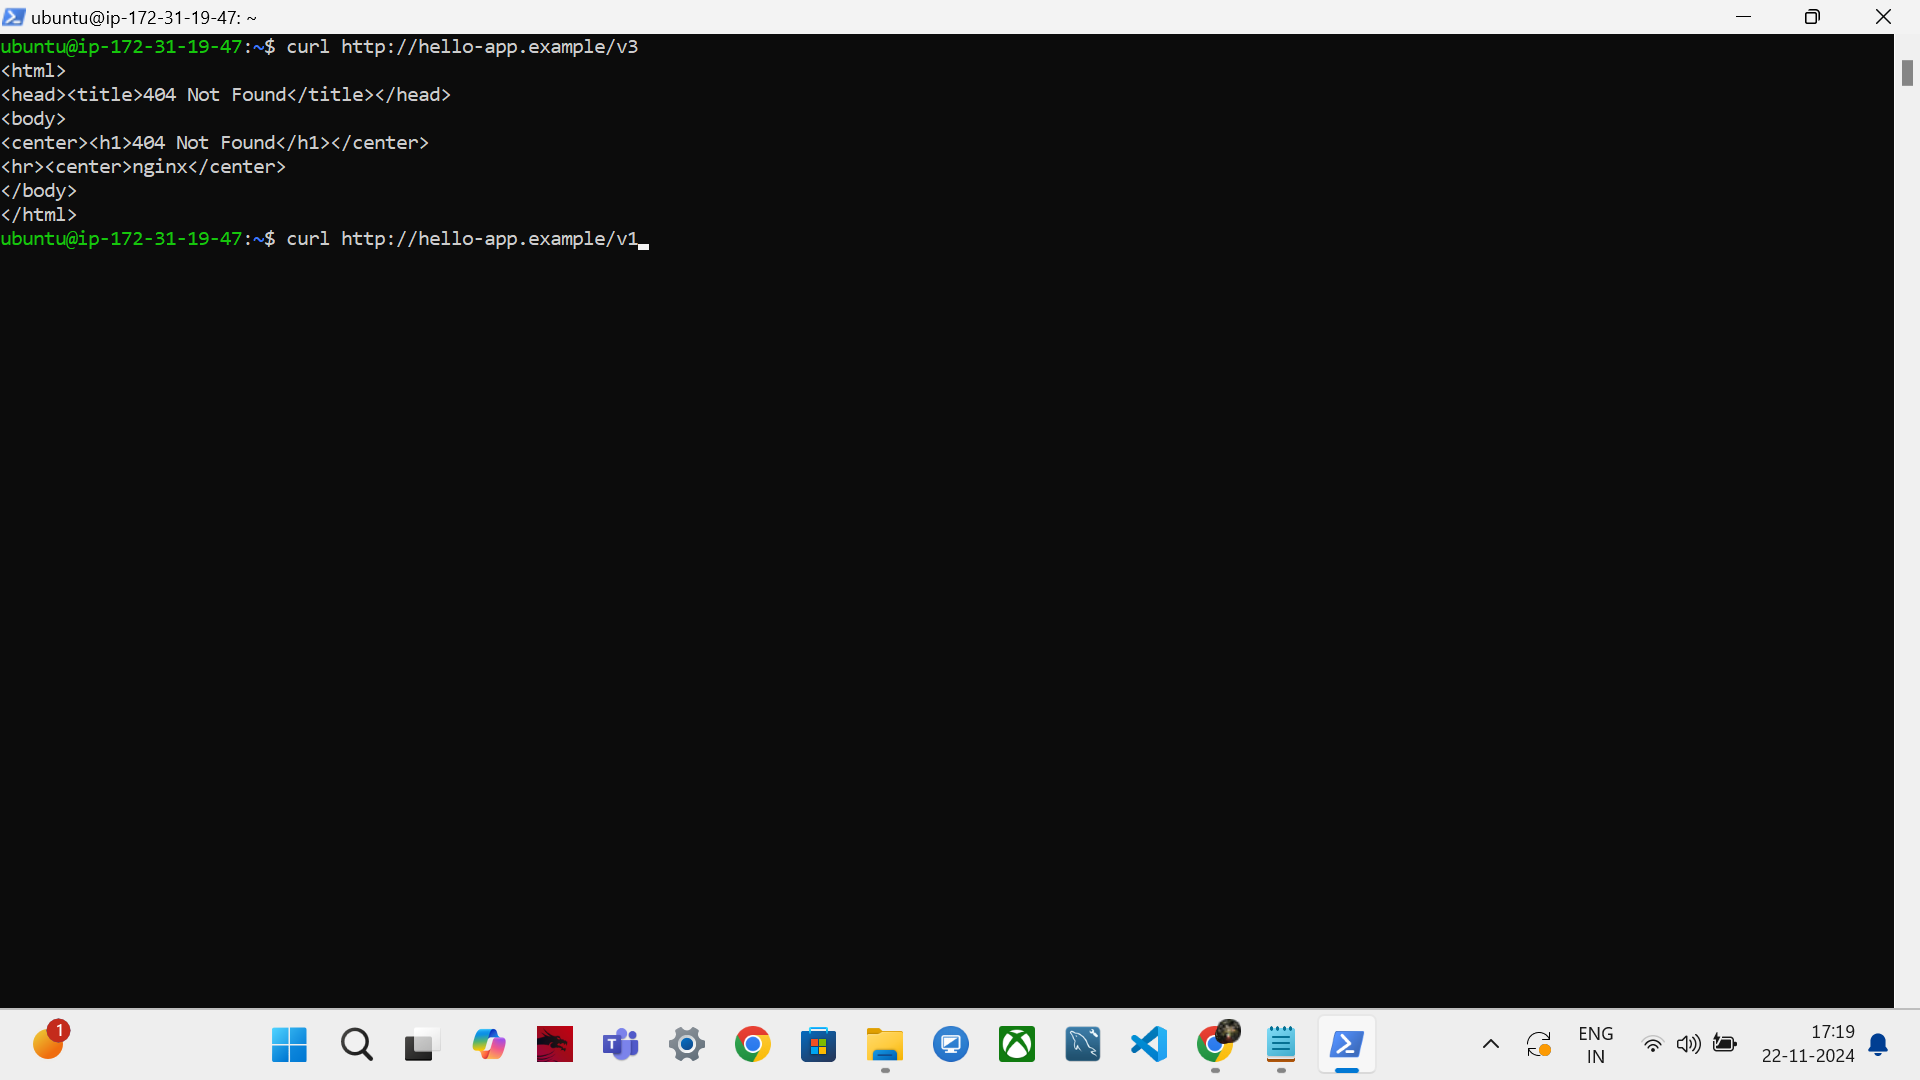 ubuntu@ip-172-31-19-47: ~
ubuntu@ip-172-31-19-47:~$ curl http://hello-app.example/v3
<html>
<head><title>404 Not Found</title></head>
<body>
<center><h1>404 Not Found</h1></center>
<hr><center>nginx</center>
</body>
</html>
ubuntu@ip-172-31-19-47:~$ curl http://hello-app.example/v1
1
T
ENG
IN
17:19
22-11-2024